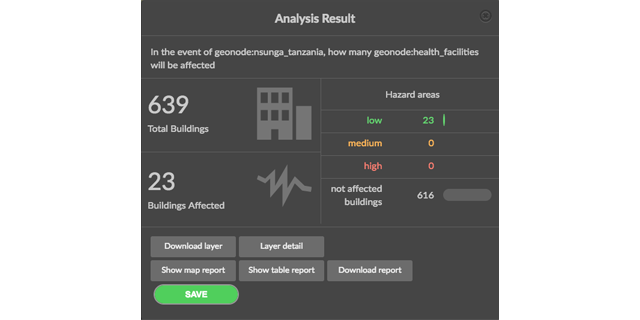 Analysis Result
In the event of geonode:nsunga_tanzania, how many geonode:health_facilities
will be affected
639
Total Buildings
23
Buildings Affected
Hazard areas
low 23
medium 0
high 0
not affected
buildings 616
Download layer Layer detail
Show map report Show table report Download report
SAVE